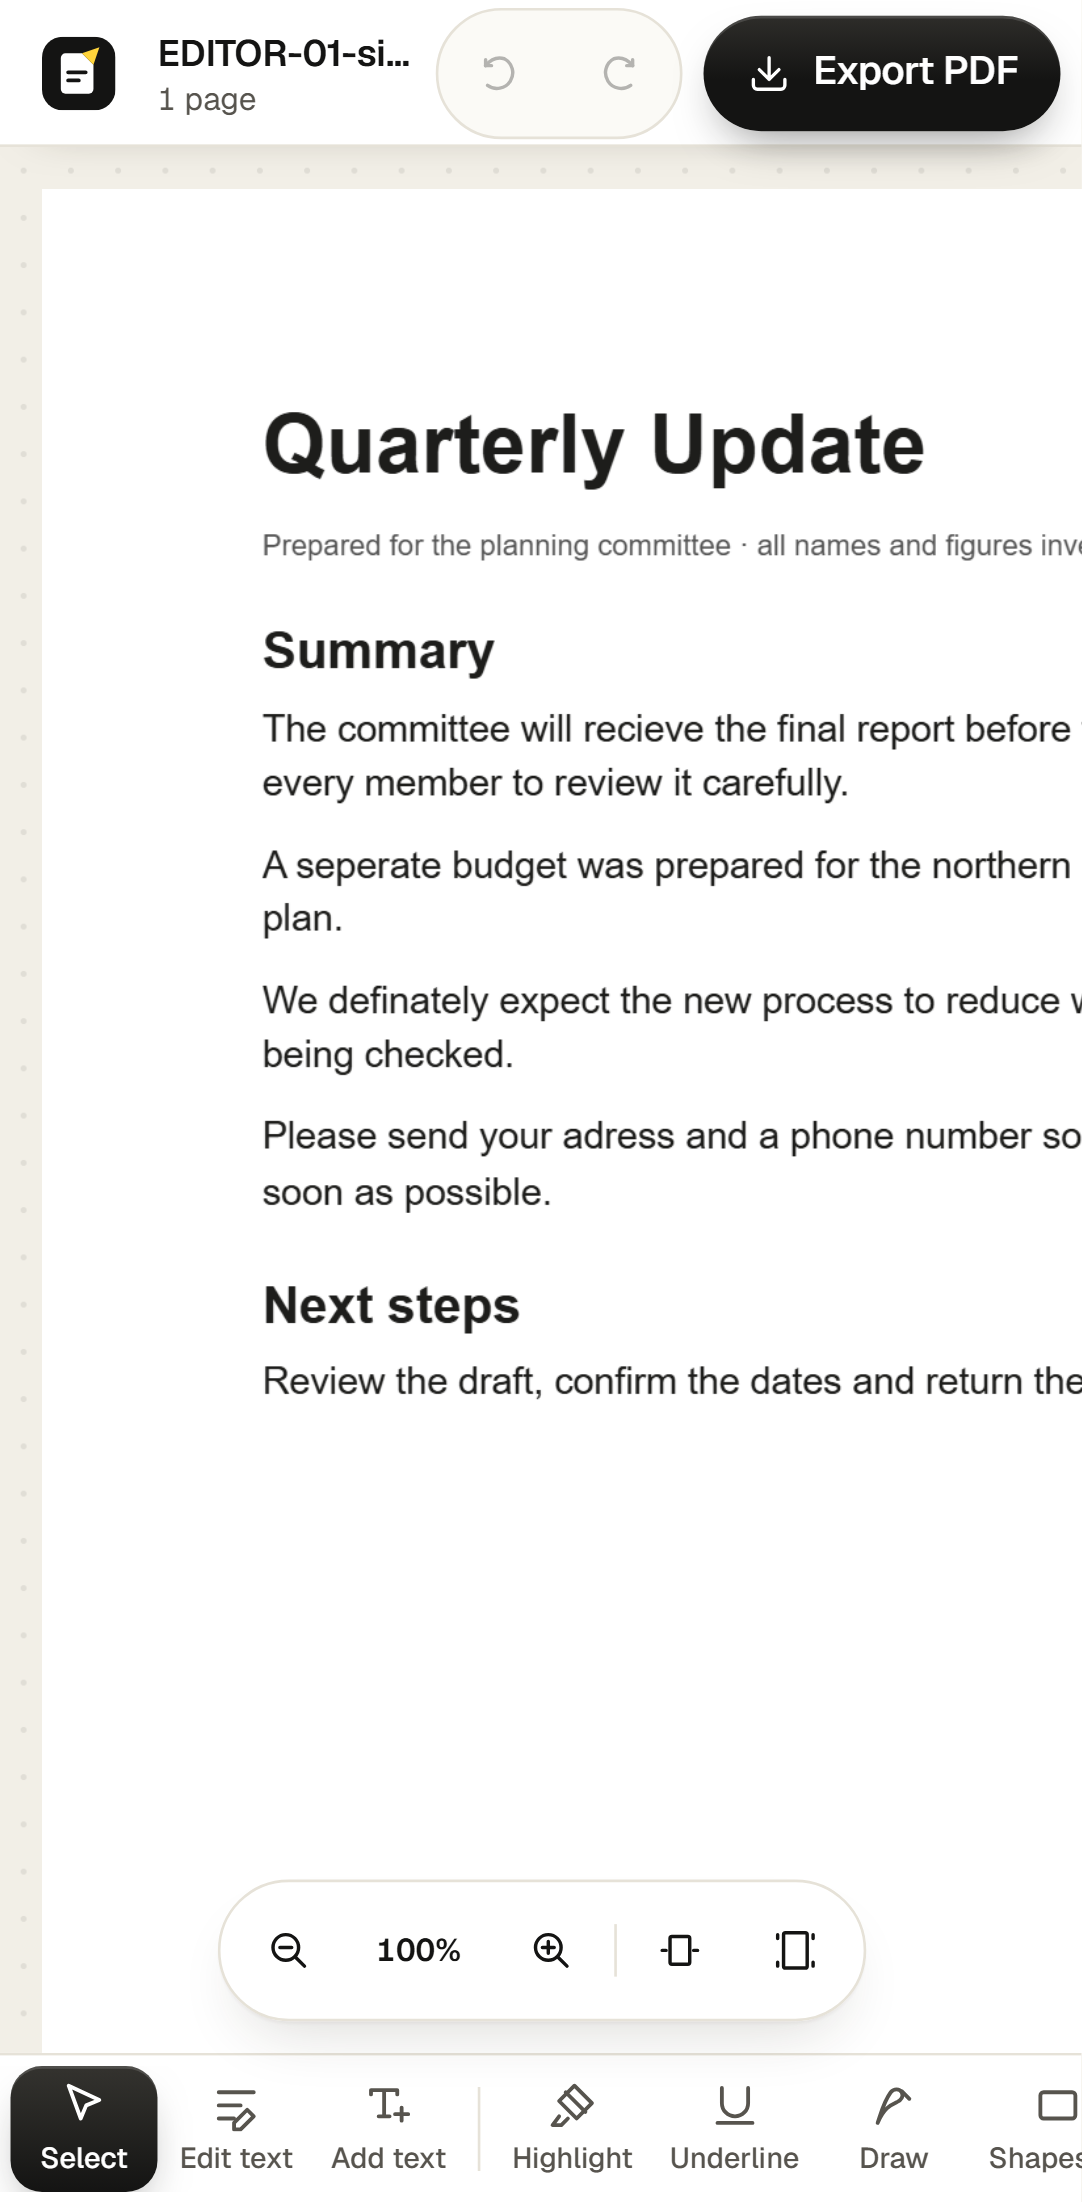 EDITOR-01-si...
1 page
Export PDF
Quarterly Update
Prepared for the planning committee · all names and figures
Summary
The committee will recieve the final report before
every member to review it carefully.
A seperate budget was prepared for the northern
plan.
We definately expect the new process to reduce
being checked.
Please send your adress and a phone number so
soon as possible.
Next steps
Review the draft, confirm the dates and return the
100%
Select
Edit text
Add text
Highlight
Underline
Draw
Shapes